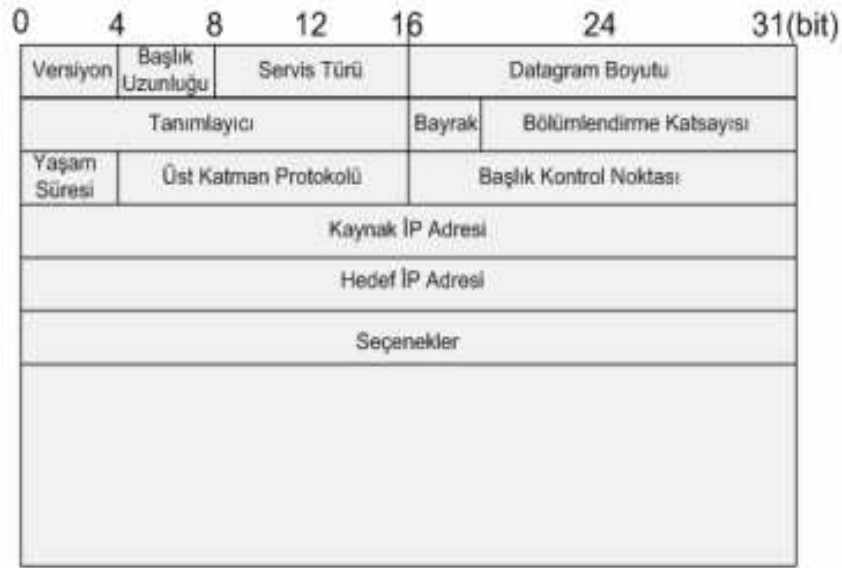 0 4 8 12 16 24 31(bit)
Versiyon Başlık Uzunluğu Servis Türü Datagram Boyutu
Tanımlayıcı Bayrak Bölümlendirme Katsayısı
Yaşam Süresi Üst Katman Protokolü Başlık Kontrol Noktası
Kaynak İP Adresi
Hedef İP Adresi
Seçenekler